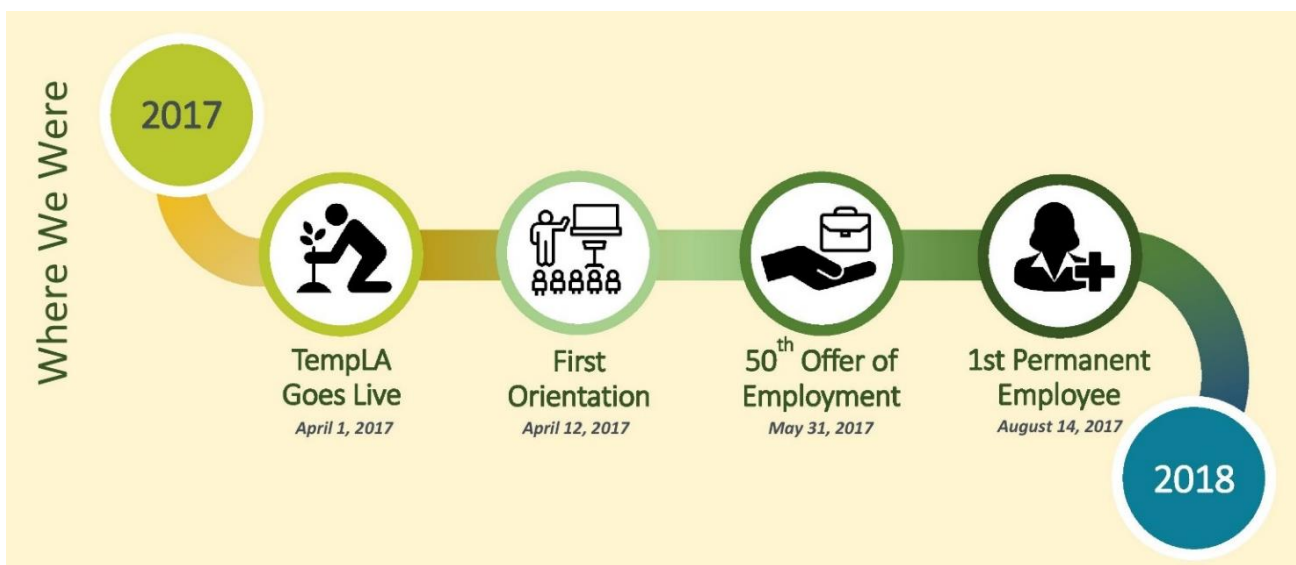 Where We Were
2017
TempLA
Goes Live
April 1, 2017
First
Orientation
April 12, 2017
50th Offer of
Employment
May 31, 2017
1st Permanent
Employee
August 14, 2017
2018